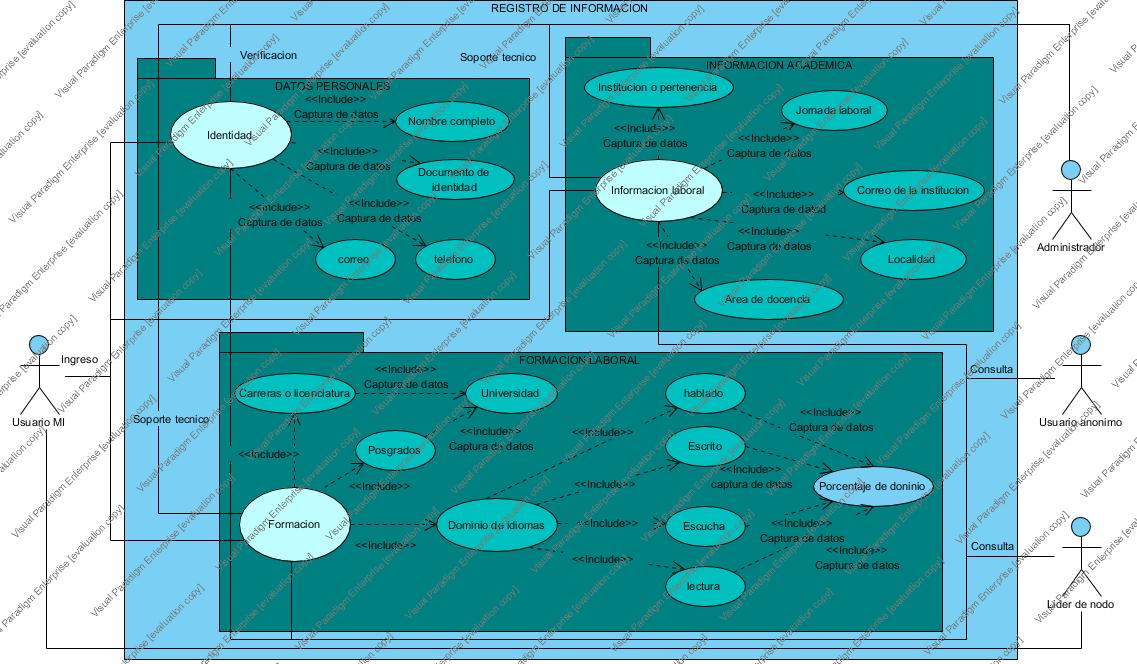 REGISTRO DE INFORMACION
Verificacion
Soporte tecnico
DATOS PERSONALES
Identidad
<<Include>>
Captura de datos
Nombre completo
<<Include>>
Captura de datos
Documento de
identidad
<<Include>>
Captura de datos
<<Include>>
Captura de datos
correo
telefono
INFORMACION ACADEMICA
Institucion o pertenencia
Jornada laboral
<<Include>>
Captura de datos
<<Include>>
Captura de datos
Informacion laboral
Correo de la institucion
<<Include>>
Captura de datos
<<Include>>
Captura de datos
<<Include>>
Captura de datos
Localidad
Area de docencia
Administrador
Usuario MI
Ingreso
Soporte tecnico
FORMACION LABORAL
Carreras o licenciatura
<<Include>>
Captura de datos
Universidad
hablado
<<Include>>
Captura de datos
Posgrados
<<Include>>
Captura de datos
<<Include>>
Escrito
<<Include>>
<<Include>>
captura de datos
<<Include>>
<<Include>>
Porcentaje de doninio
Formacion
Dominio de idiomas
<<Include>>
Escucha
<<Include>>
Captura de datos
<<Include>>
<<Include>>
<<Include>>
Captura de datos
lectura
Consulta
Usuario anonimo
Consulta
Lider de nodo
Visual Paradigm Enterprise [evaluation copy]